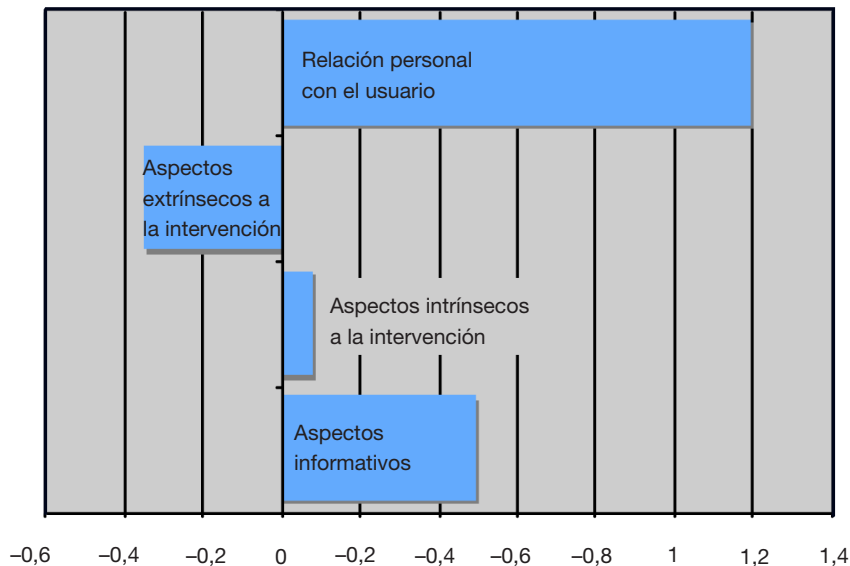 Relación personal
con el usuario
Aspectos
extrínsecos a
la intervención
Aspectos intrínsecos
a la intervención
Aspectos
informativos
–0,6 –0,4 –0,2 0 –0,2 –0,4 –0,6 –0,8 1 1,2 1,4